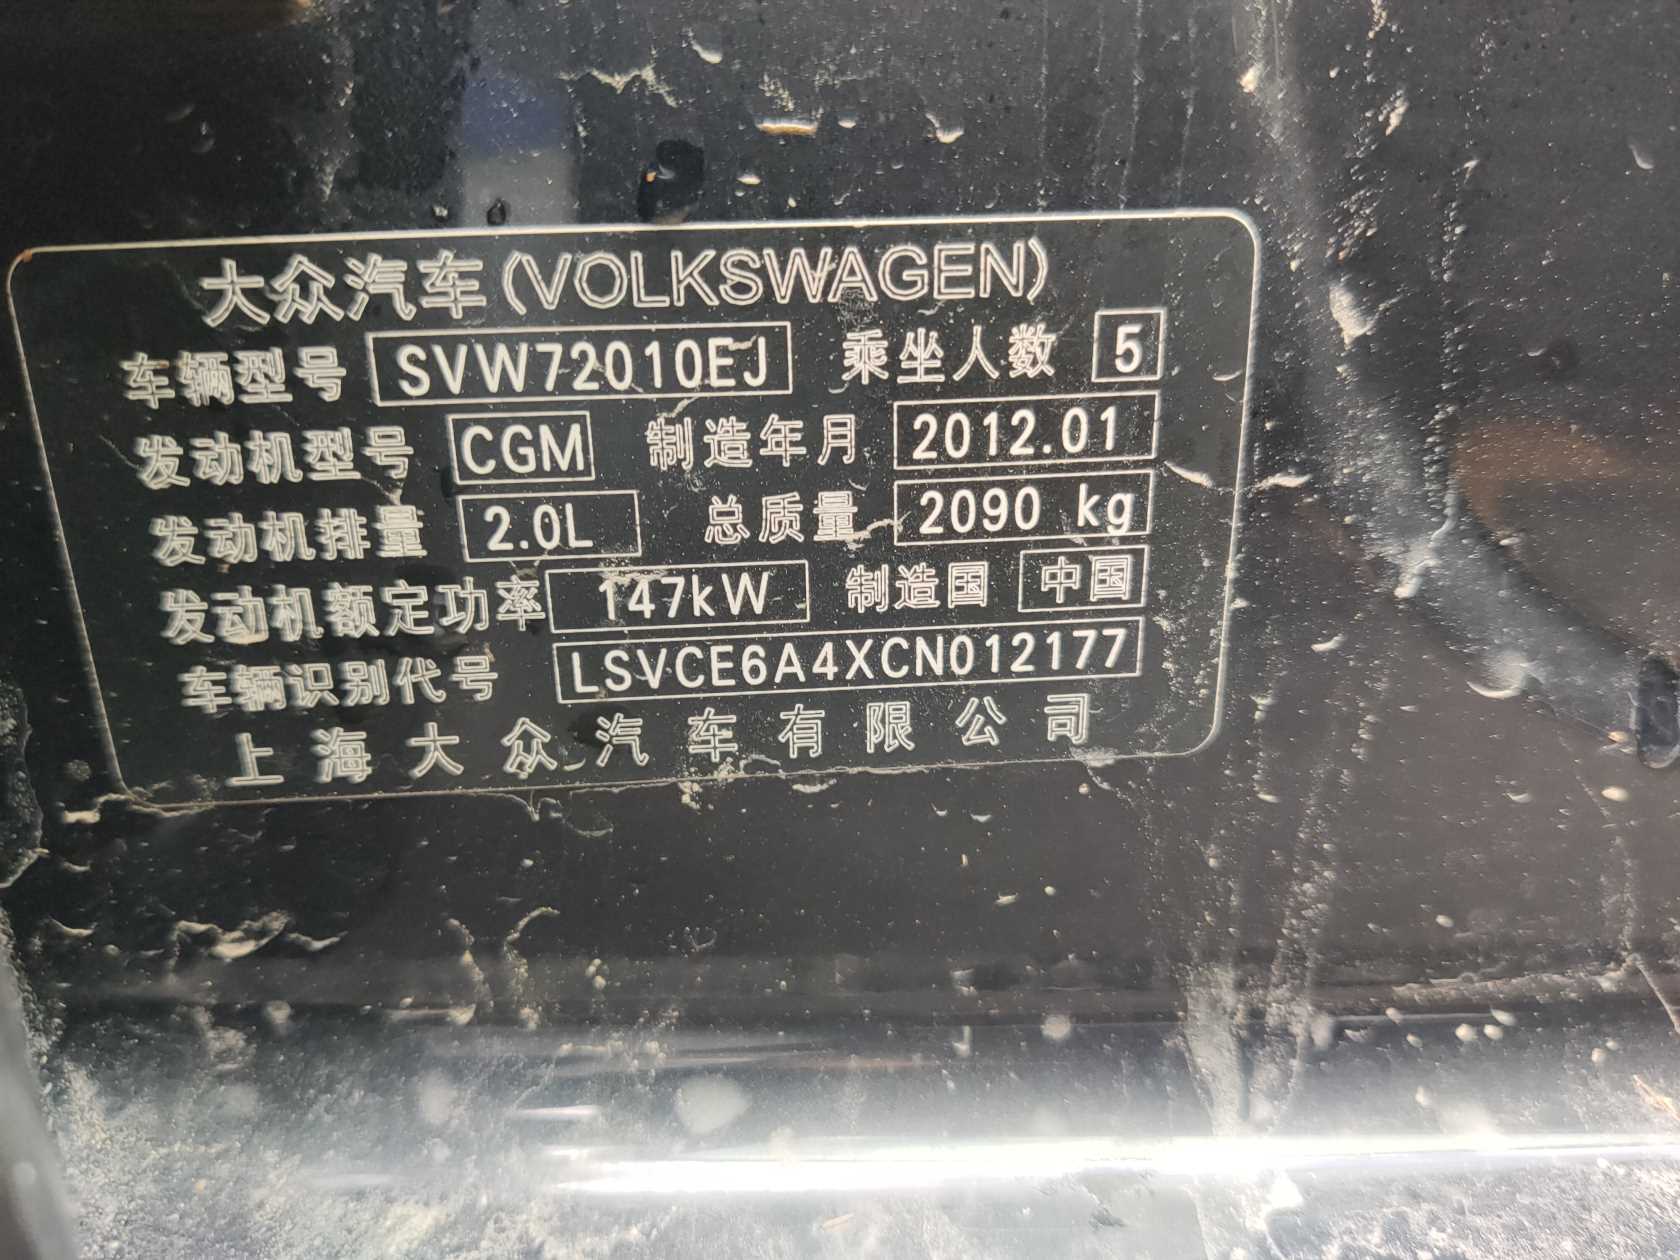 大众汽车(VOLKSWAGEN)
车辆型号 SVW72010EJ 乘坐人数 5
发动机型号 CGM 制造年月 2012.01
发动机排量 2.0L 总质量 2090 kg
发动机额定功率 147kW 制造国 中国
车辆识别代号 LSVCE6A4XCN012177
上海大众汽车有限公司